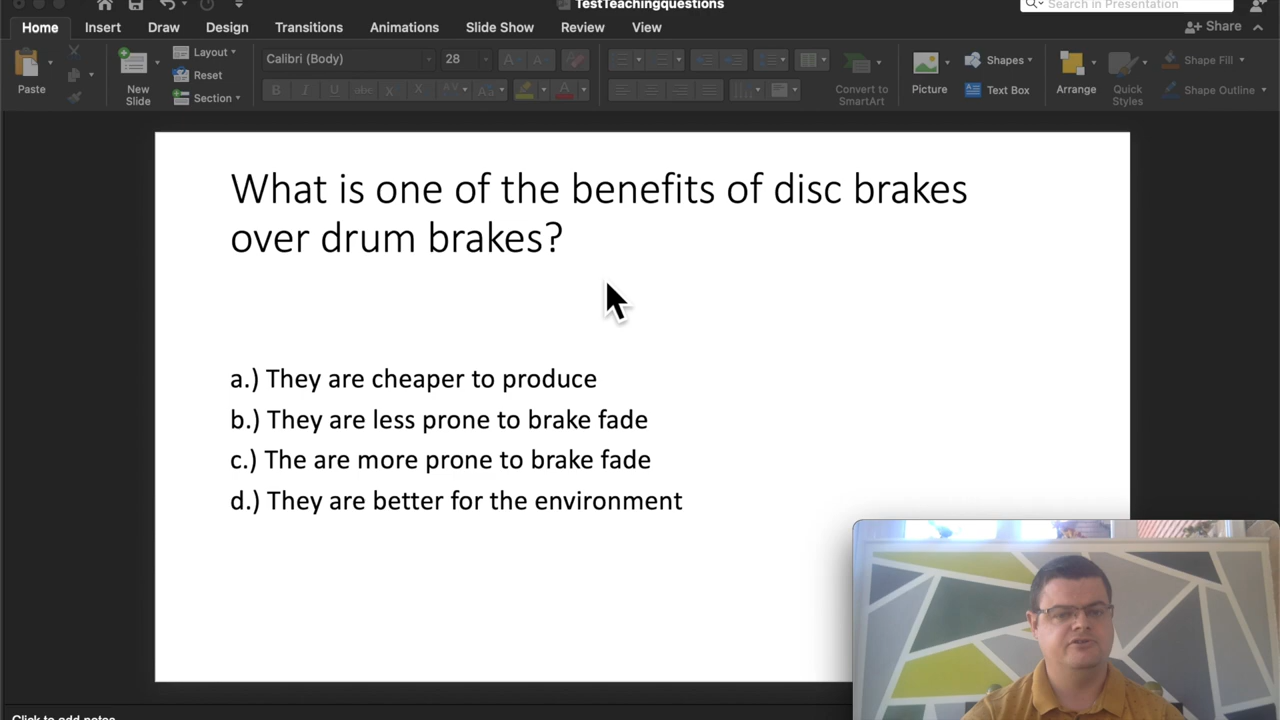 TestTeachingquestions
Search in Presentation
Home Insert Draw Design Transitions Animations Slide Show Review View Share
Paste
New Slide
Layout
Reset
Section
Calibri (Body) 28
B I U abc X X AV Aa A
Convert to SmartArt
Picture
Shapes
Text Box
Arrange
Quick Styles
Shape Fill
Shape Outline
What is one of the benefits of disc brakes
over drum brakes?
a.) They are cheaper to produce
b.) They are less prone to brake fade
c.) The are more prone to brake fade
d.) They are better for the environment
Click to add notes